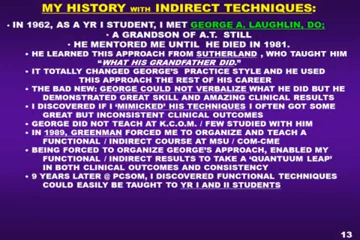 MY HISTORY WITH INDIRECT TECHNIQUES:
• IN 1962, AS A YR I STUDENT, I MET GEORGE A. LAUGHLIN, DO;
• A GRANDSON OF A.T. STILL
• HE MENTORED ME UNTIL HE DIED IN 1981.
• HE LEARNED THIS APPROACH FROM SUTHERLAND , WHO TAUGHT HIM
"WHAT HIS GRANDFATHER DID."
• IT TOTALLY CHANGED GEORGE'S PRACTICE STYLE AND HE USED
THIS APPROACH THE REST OF HIS CAREER
• THE BAD NEW: GEORGE COULD NOT VERBALIZE WHAT HE DID BUT HE
DEMONSTRATED GREAT SKILL AND AMAZING CLINICAL RESULTS
• I DISCOVERED IF I 'MIMICKED' HIS TECHNIQUES I OFTEN GOT SOME
GREAT BUT INCONSISTENT CLINICAL OUTCOMES
• GEORGE DID NOT TEACH AT K.C.O.M. / FEW STUDIED WITH HIM
• IN 1989, GREENMAN FORCED ME TO ORGANIZE AND TEACH A
FUNCTIONAL / INDIRECT COURSE AT MSU / COM-CME
• BEING FORCED TO ORGANIZE GEORGE'S APPROACH, ENABLED MY
FUNCTIONAL / INDIRECT RESULTS TO TAKE A 'QUANTUUM LEAP'
IN BOTH CLINICAL OUTCOMES AND CONSISTENCY
• 9 YEARS LATER @ PCSOM, I DISCOVERED FUNCTIONAL TECHNIQUES
COULD EASILY BE TAUGHT TO YR I AND II STUDENTS
13